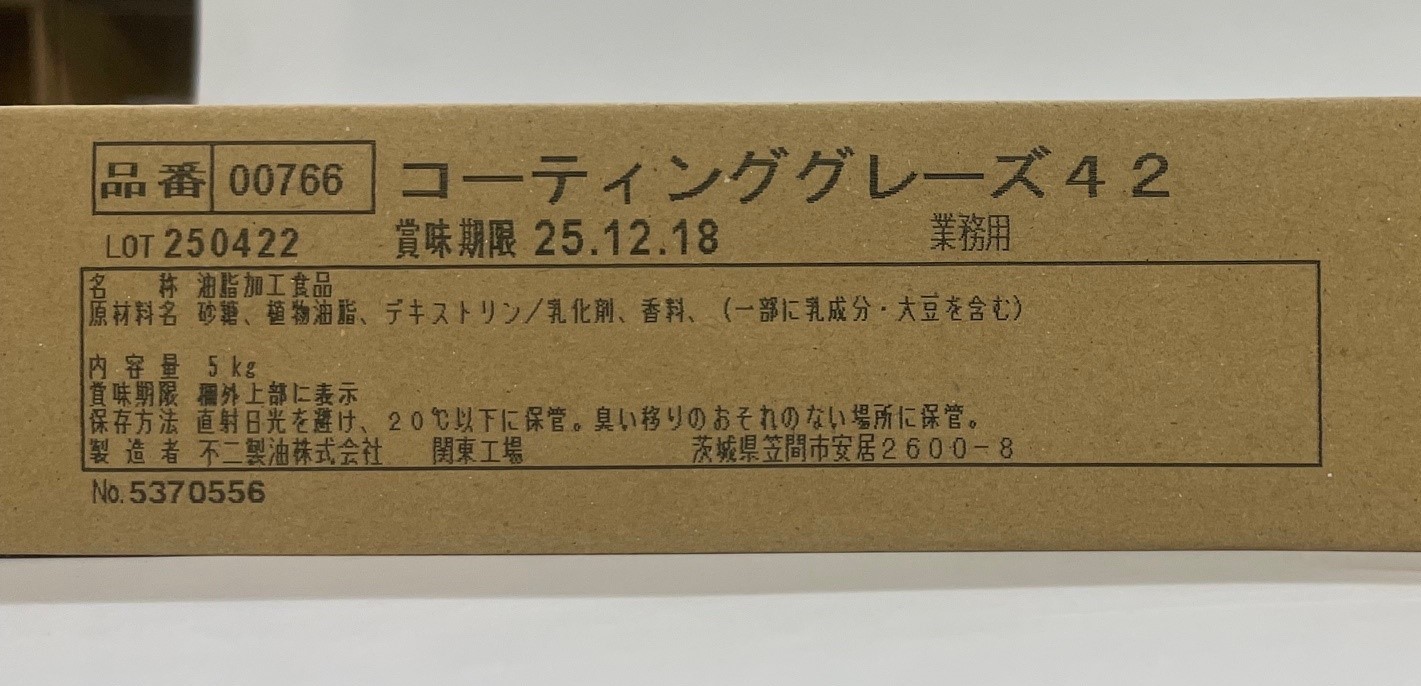 品番 00766 コーティンググレーズ42
LOT 250422 賞味期限 25.12.18 業務用
名 称 油脂加工食品
原材料名 砂糖、植物油脂、デキストリン/乳化剤、香料、(一部に乳成分・大豆を含む)
内 容 量 5kg
賞味期限 欄外上部に表示
保存方法 直射日光を避け、20℃以下に保管。臭い移りのおそれのない場所に保管。
製 造 者 不二製油株式会社 関東工場 茨城県笠間市安居2600-8
No.5370556